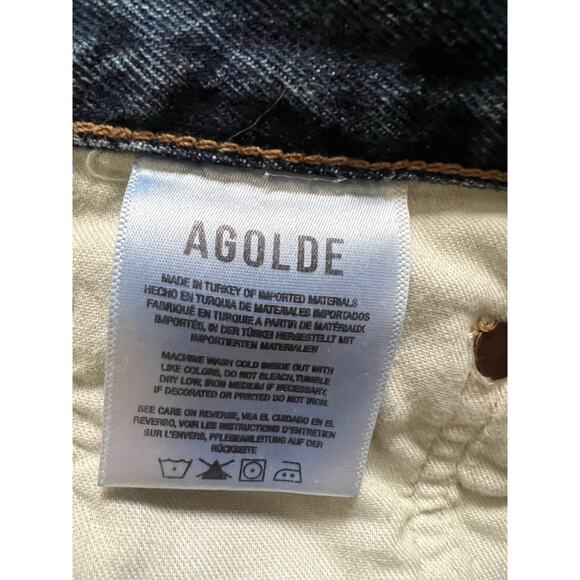 AGOLDE
MADE IN TURKEY OF IMPORTED MATERIALS
HECHO EN TURQUIA DE MATERIALES IMPORTADOS
FABRIQUÉ EN TURQUIE A PARTIR DE MATÉRIAUX
IMPORTÉS, IN DER TÜRKEI HERGESTELLT MIT
IMPORTIERTEN MATERIALIEN
MACHINE WASH COLD INSIDE OUT WITH
LIKE COLORS, DO NOT BLEACH,TUMBLE
DRY LOW, IRON MEDIUM IF NECESSARY,
IF DECORATED OR PRINTED DO NOT IRON.
SEE CARE ON REVERSE, VEA EL CUIDADO EN EL
REVERSO, VOIR LES INSTRUCTIONS D'ENTRETIEN
SUR L'ENVERS, PFLEGEANLEITUNG AUF DER
RÜCKSEITE